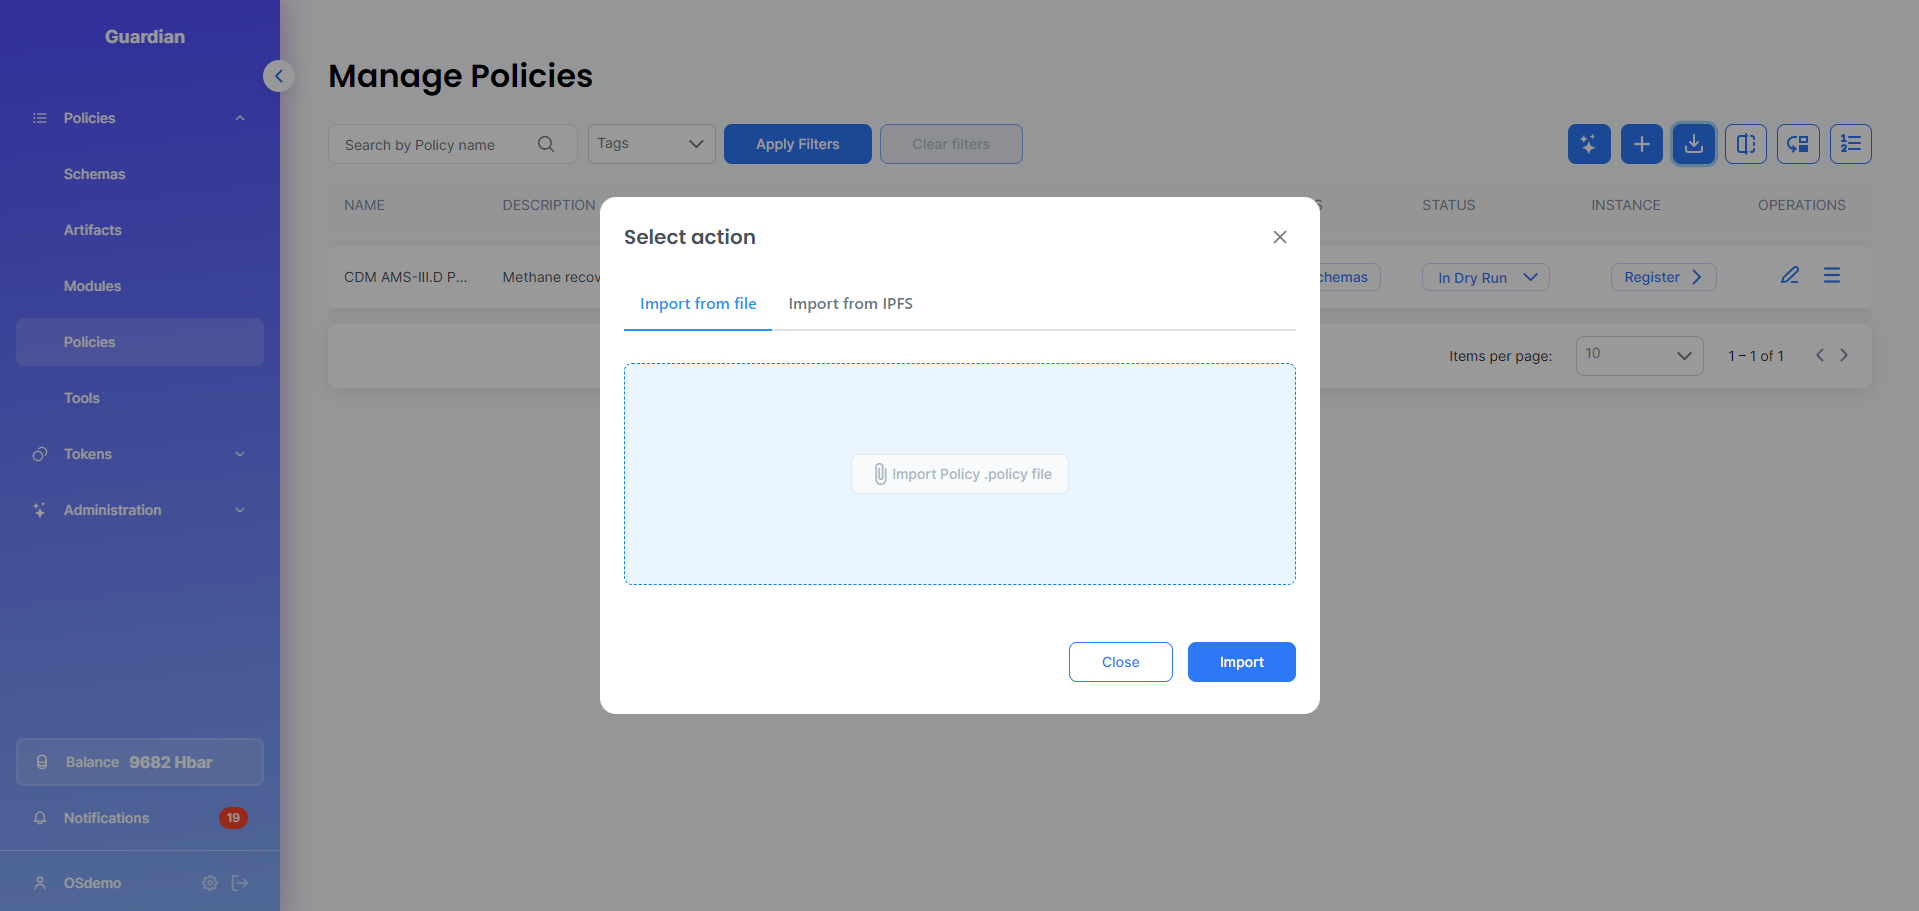 Guardian
Policies
Schemas
Artifacts
Modules
Policies
Tools
Tokens
Administration
Balance 9682 Hbar
Notifications 19
OSdemo
Manage Policies
Search by Policy name Tags Apply Filters Clear filters
NAME DESCRIPTION S STATUS INSTANCE OPERATIONS
CDM AMS-III.D P... Methane recov chemas In Dry Run Register
Items per page: 10 1 – 1 of 1
Select action
Import from file Import from IPFS
Import Policy .policy file
Close Import